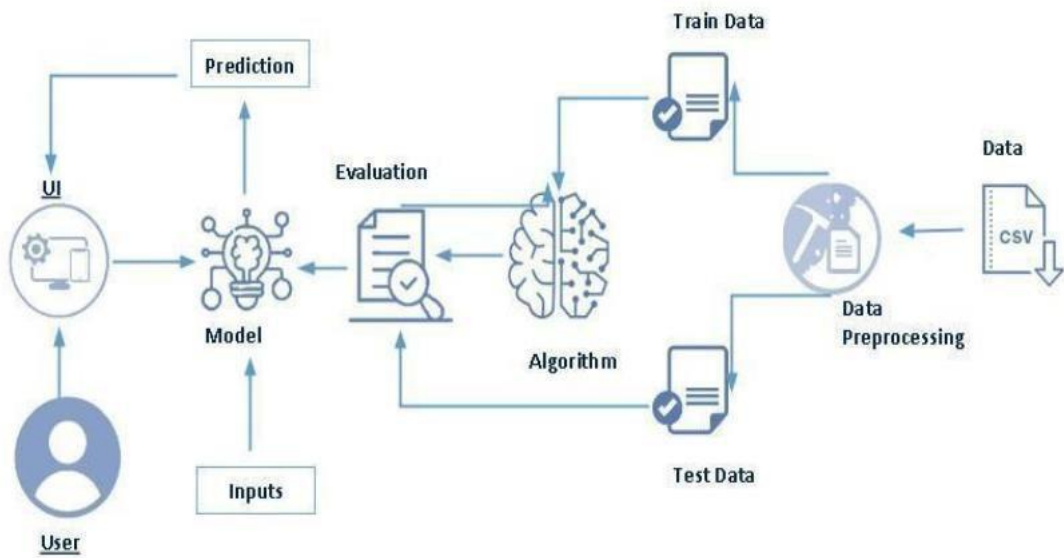 Train Data
Prediction
Data
Evaluation
UI
CSV
Model
Data
Preprocessing
Algorithm
Test Data
Inputs
User